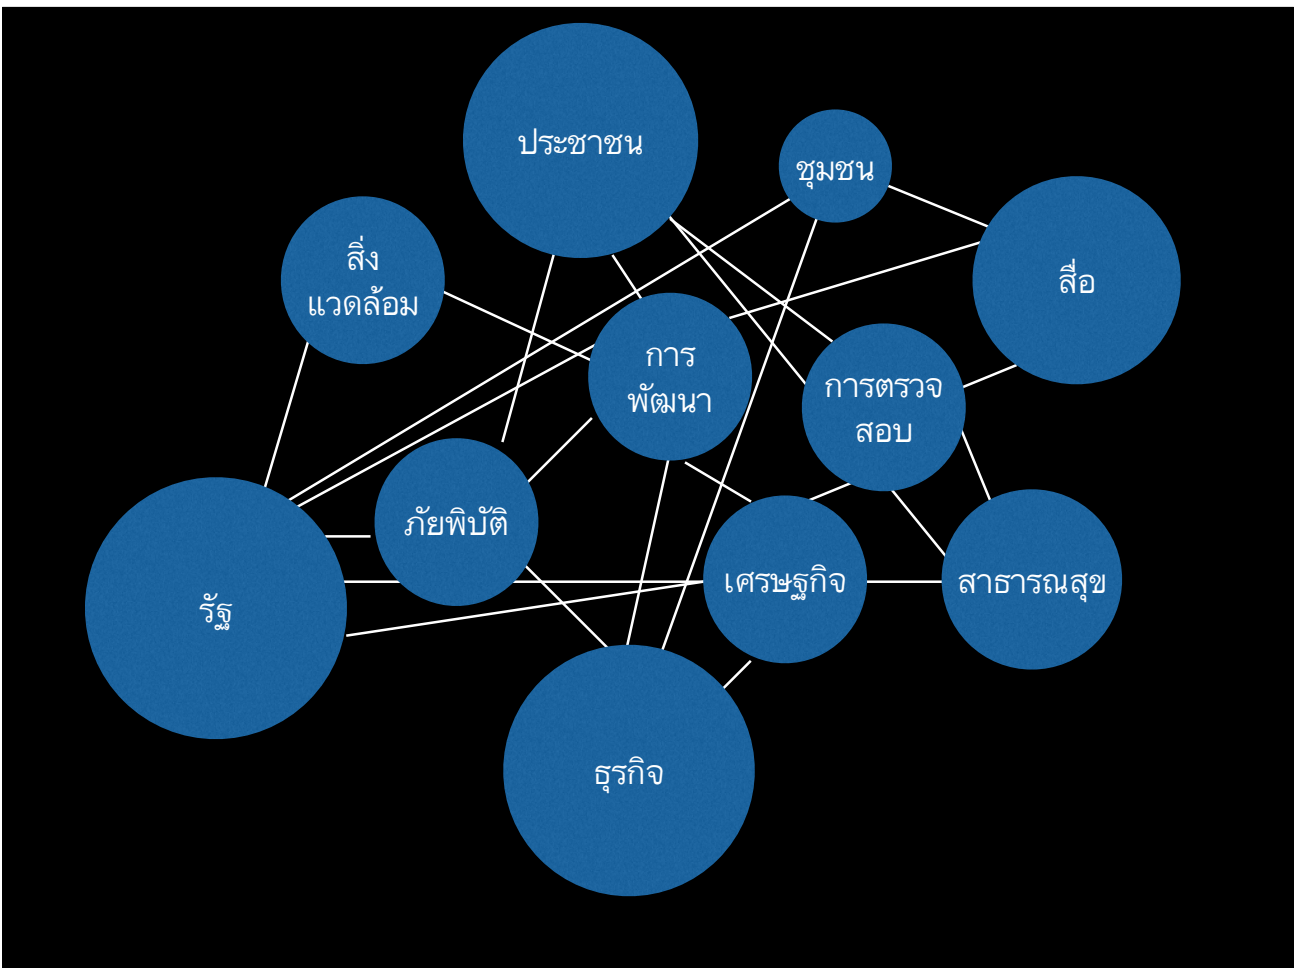 ประชาชน
ชุมชน
สิ่ง
แวดล้อม
สื่อ
การ
พัฒนา
การตรวจ
สอบ
ภัยพิบัติ
เศรษฐกิจ
สาธารณสุข
รัฐ
ธุรกิจ